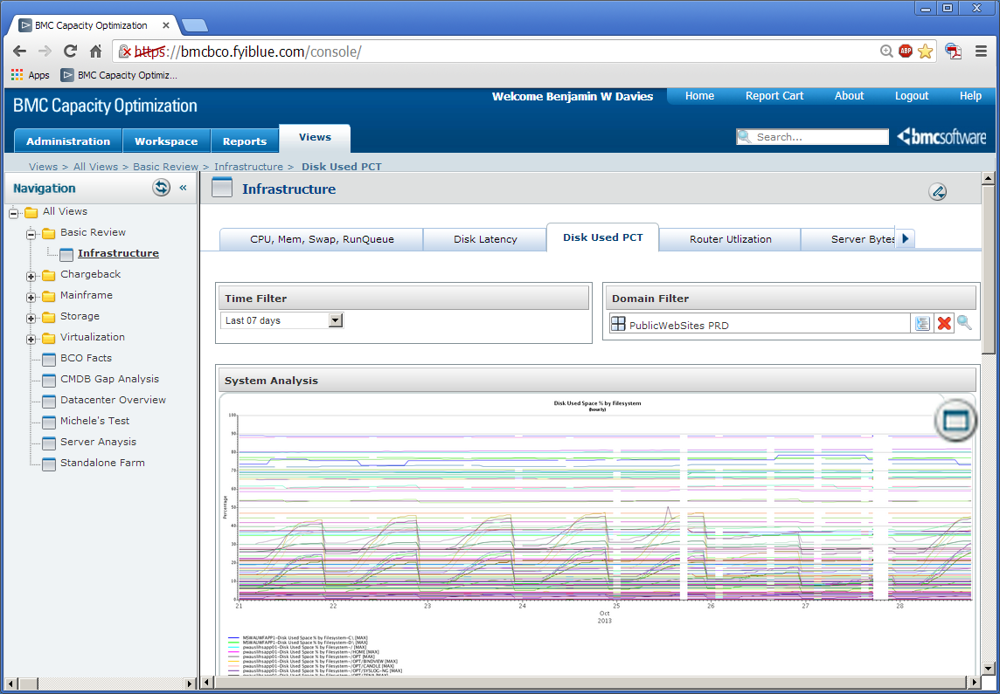 BMC Capacity Optimization
https://bmcbco.fyiblue.com/console/
ABP
Apps BMC Capacity Optimiz...
Welcome Benjamin W Davies Home Report Cart About Logout Help
BMC Capacity Optimization
Administration Workspace Reports Views
Search... bmcsoftware
Views > All Views > Basic Review > Infrastructure > Disk Used PCT
Navigation «
All Views
Basic Review
Infrastructure
Chargeback
Mainframe
Storage
Virtualization
BCO Facts
CMDB Gap Analysis
Datacenter Overview
Michele's Test
Server Anaysis
Standalone Farm
Infrastructure
CPU, Mem, Swap, RunQueue Disk Latency Disk Used PCT Router Utlization Server Bytes
Time Filter
Last 07 days
Domain Filter
PublicWebSites PRD
System Analysis
Disk Used Space % by Filesystem
(hourly)
Percentage
100
90
80
70
60
50
40
30
20
10
0
21 22 23 24 25 26 27 28
Oct
2013
MSWAUWFAPP1-Disk Used Space % by Filesystem-C\ [MAX]
MSWAUWFAPP1-Disk Used Space % by Filesystem-D\ [MAX]
pwauslihsapp01-Disk Used Space % by Filesystem-/ [MAX]
pwauslihsapp01-Disk Used Space % by Filesystem-/HOME [MAX]
pwauslihsapp01-Disk Used Space % by Filesystem-/OPT [MAX]
pwauslihsapp01-Disk Used Space % by Filesystem-/OPT/BINDVIEW [MAX]
pwauslihsapp01-Disk Used Space % by Filesystem-/OPT/CANDLE [MAX]
pwauslihsapp01-Disk Used Space % by Filesystem-/OPT/SYSLOG-NG [MAX]